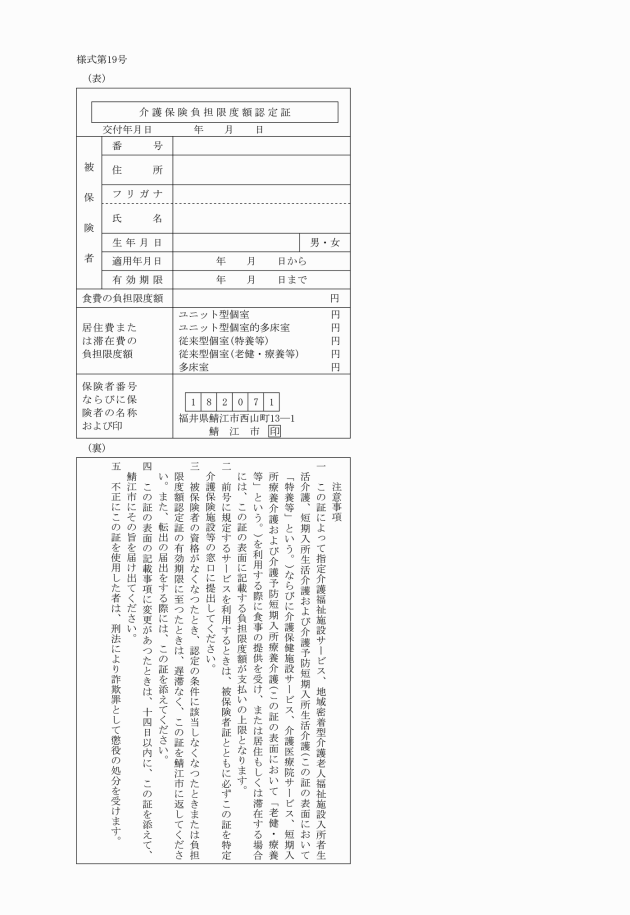 様式第19号
（表）
介護保険負担限度額認定証
交付年月日　年　月　日
被保険者
番号
住所
フリガナ
氏名
生年月日　男・女
適用年月日　年　月　日から
有効期限　年　月　日まで
食費の負担限度額　円
居住費また
は滞在費の
負担限度額
ユニット型個室　円
ユニット型個室的多床室　円
従来型個室(特養等)　円
従来型個室(老健・療養等)　円
多床室　円
保険者番号
ならびに保
険者の名称
および印
182071
福井県鯖江市西山町13―1
鯖江市　印
（裏）
注意事項
一　この証によって指定介護福祉施設サービス、地域密着型介護老人福祉施設入所者生
活介護、短期入所生活介護および介護予防短期入所生活介護(この証の表面において
「特養等」という。)ならびに介護保健施設サービス、介護医療院サービス、短期入
所療養介護および介護予防短期入所療養介護(この証の表面において「老健・療養
等」という。)を利用する際に食事の提供を受け、または居住もしくは滞在する場合
には、この証の表面に記載する負担限度額が支払いの上限となります。
二　前号に規定するサービスを利用するときは、被保険者証とともに必ずこの証を特定
介護保険施設等の窓口に提出してください。
三　被保険者の資格がなくなつたとき、認定の条件に該当しなくなつたときまたは負担
限度額認定証の有効期限に至つたときは、遅滞なく、この証を鯖江市に返してくださ
い。また、転出の届出をする際には、この証を添えてください。
四　この証の表面の記載事項に変更があつたときは、十四日以内に、この証を添えて、
鯖江市にその旨を届け出てください。
五　不正にこの証を使用した者は、刑法により詐欺罪として懲役の処分を受けます。